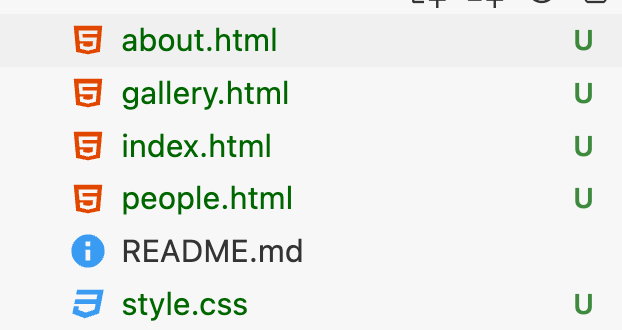 about.html U
gallery.html U
index.html U
people.html U
README.md
style.css U